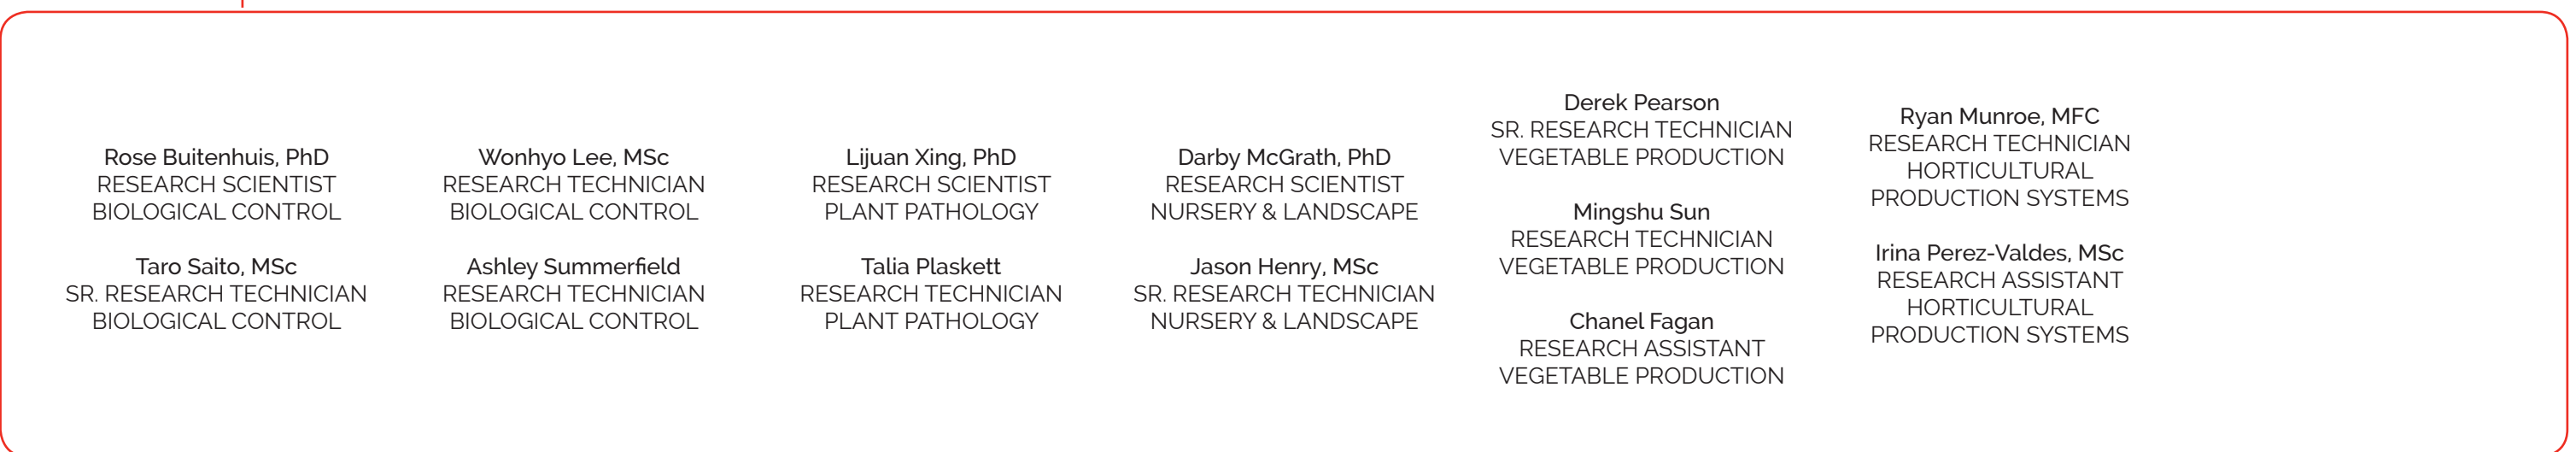 Rose Buitenhuis, PhD
RESEARCH SCIENTIST
BIOLOGICAL CONTROL
Taro Saito, MSc
SR. RESEARCH TECHNICIAN
BIOLOGICAL CONTROL
Wonhyo Lee, MSc
RESEARCH TECHNICIAN
BIOLOGICAL CONTROL
Ashley Summerfield
RESEARCH TECHNICIAN
BIOLOGICAL CONTROL
Lijuan Xing, PhD
RESEARCH SCIENTIST
PLANT PATHOLOGY
Talia Plaskett
RESEARCH TECHNICIAN
PLANT PATHOLOGY
Darby McGrath, PhD
RESEARCH SCIENTIST
NURSERY & LANDSCAPE
Jason Henry, MSc
SR. RESEARCH TECHNICIAN
NURSERY & LANDSCAPE
Derek Pearson
SR. RESEARCH TECHNICIAN
VEGETABLE PRODUCTION
Mingshu Sun
RESEARCH TECHNICIAN
VEGETABLE PRODUCTION
Chanel Fagan
RESEARCH ASSISTANT
VEGETABLE PRODUCTION
Ryan Munroe, MFC
RESEARCH TECHNICIAN
HORTICULTURAL
PRODUCTION SYSTEMS
Irina Perez-Valdes, MSc
RESEARCH ASSISTANT
HORTICULTURAL
PRODUCTION SYSTEMS